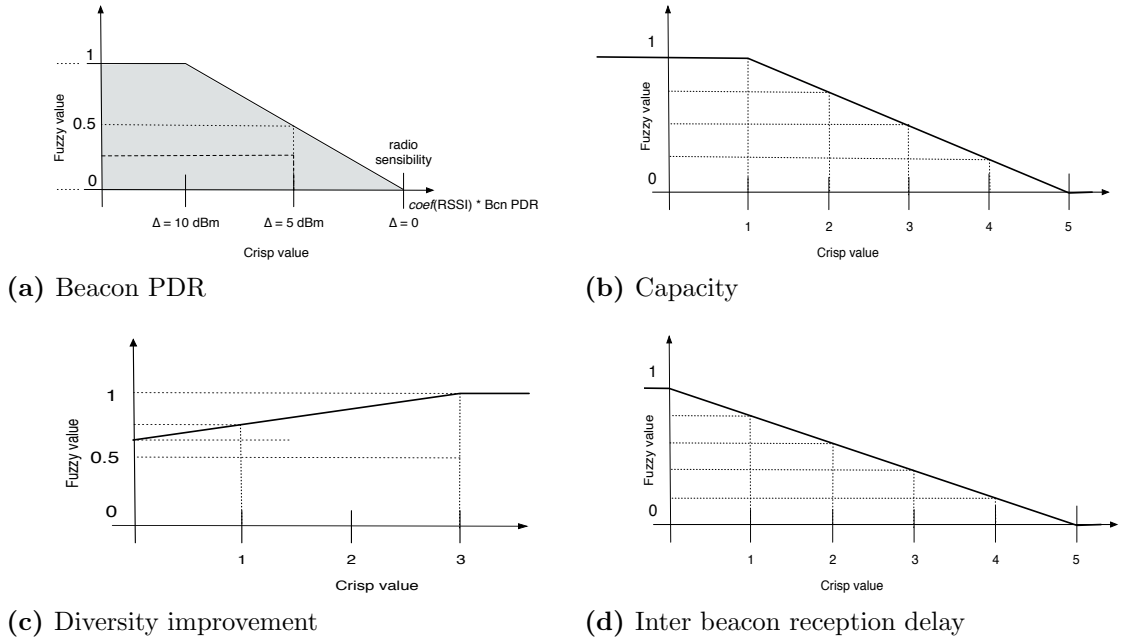 1
0.5
0
Fuzzy value
radio
sensibility
coef(RSSI) * Bcn PDR
Δ = 10 dBm
Δ = 5 dBm
Δ = 0
Crisp value
(a) Beacon PDR
1
0
Fuzzy value
1
2
3
4
5
Crisp value
(b) Capacity
1
0.5
0
Fuzzy value
1
2
3
Crisp value
(c) Diversity improvement
1
0
Fuzzy value
1
2
3
4
5
Crisp value
(d) Inter beacon reception delay